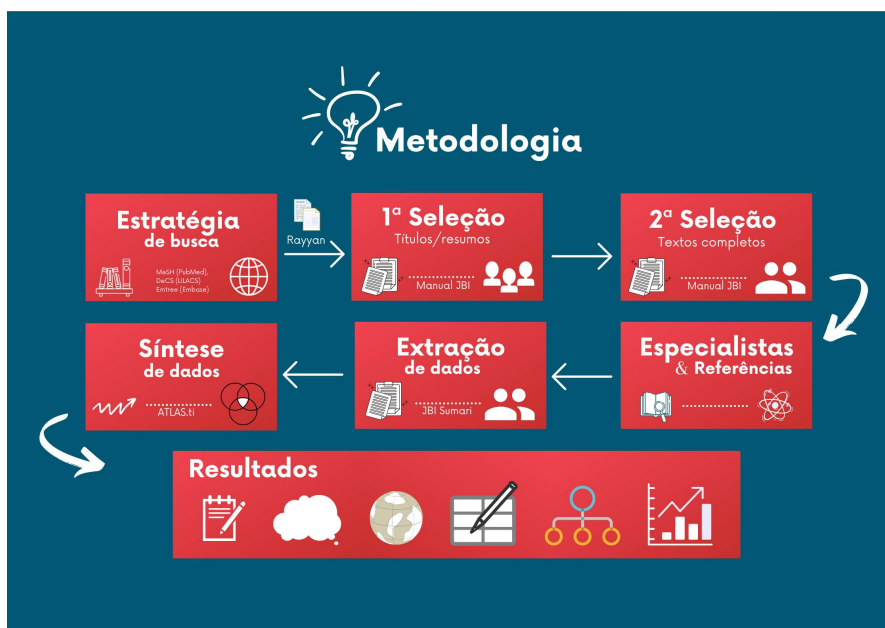 Metodologia
Estratégia
de busca
MeSH (PubMed),
DeCS (LILACS)
Emtree (Embase)
Rayyan
1ª Seleção
Títulos/resumos
Manual JBI
2ª Seleção
Textos completos
Manual JBI
Especialistas
& Referências
Extração
de dados
JBI Sumari
Síntese
de dados
ATLAS.ti
Resultados